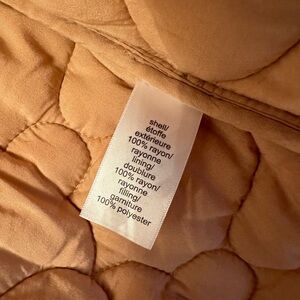 shell/
étoffe
extérieure
100% rayon/
rayonne
lining/
doublure
100% rayon/
rayonne
filling/
garniture
100% polyester